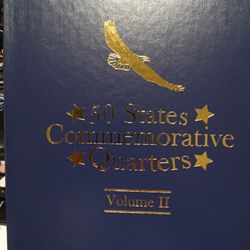 50 States
Commemorative
Quarters
Volume II